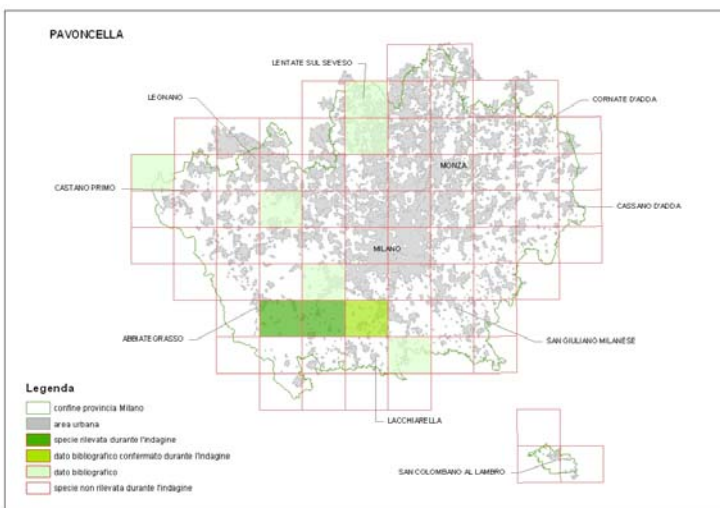 PAVONCELLA
LENTATE SUL SEVESO
LEGNANO
CORNATE D'ADDA
MONZA
CASTANO PRIMO
CASSANO D'ADDA
MILANO
ABBIATEGRASSO
SAN GIULIANO MILANESE
LACCHIARELLA
SAN COLOMBANO AL LAMBRO
Legenda
confine provincia Milano
area urbana
specie rilevata durante l'indagine
dato bibliografico confermato durante l'indagine
dato bibliografico
specie non rilevata durante l'indagine